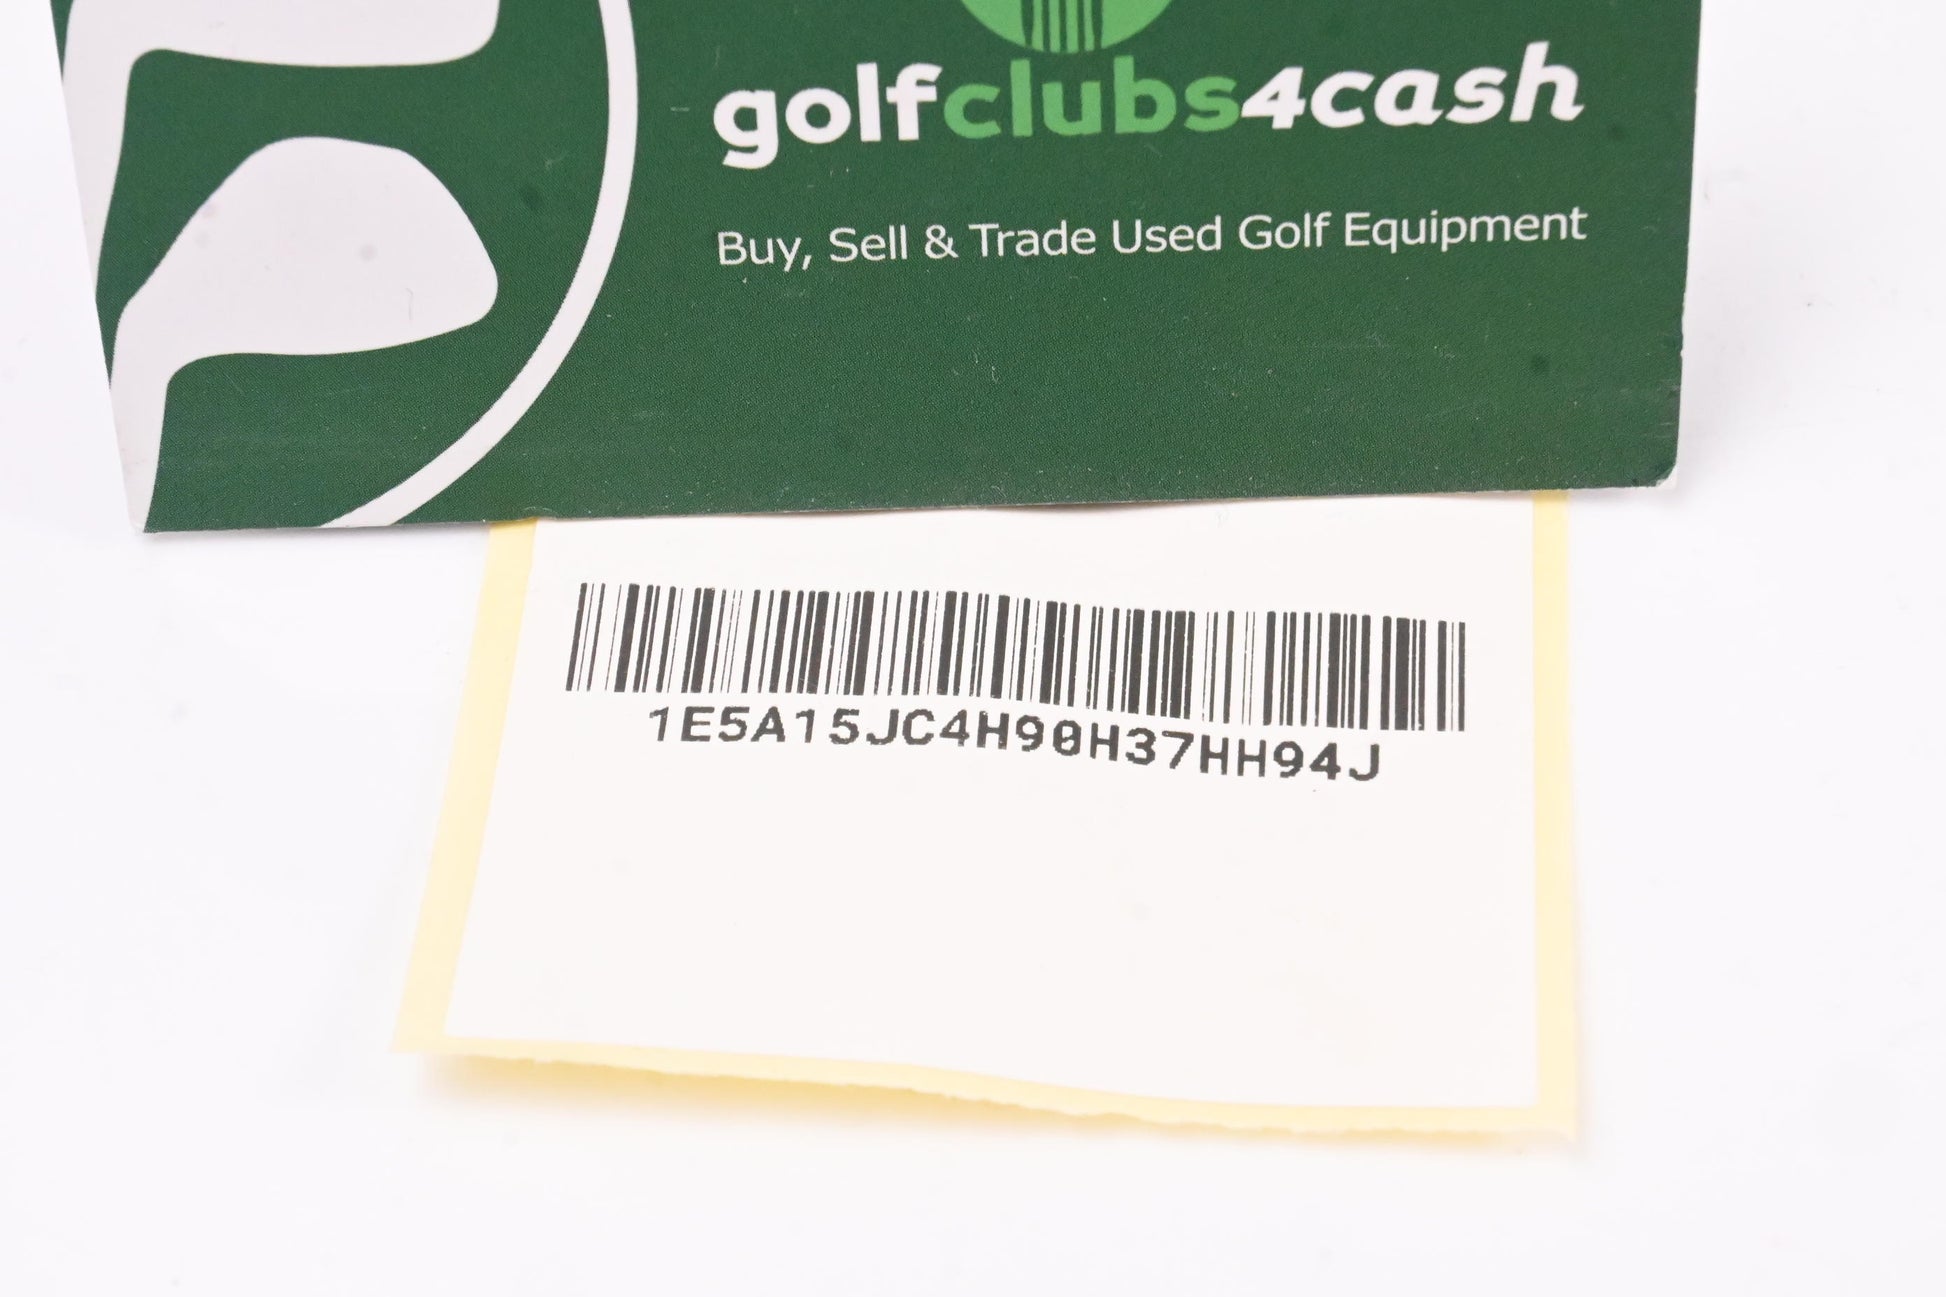 golfclubs4cash
Buy, Sell & Trade Used Golf Equipment
1E5A15JC4H90H37HH94J